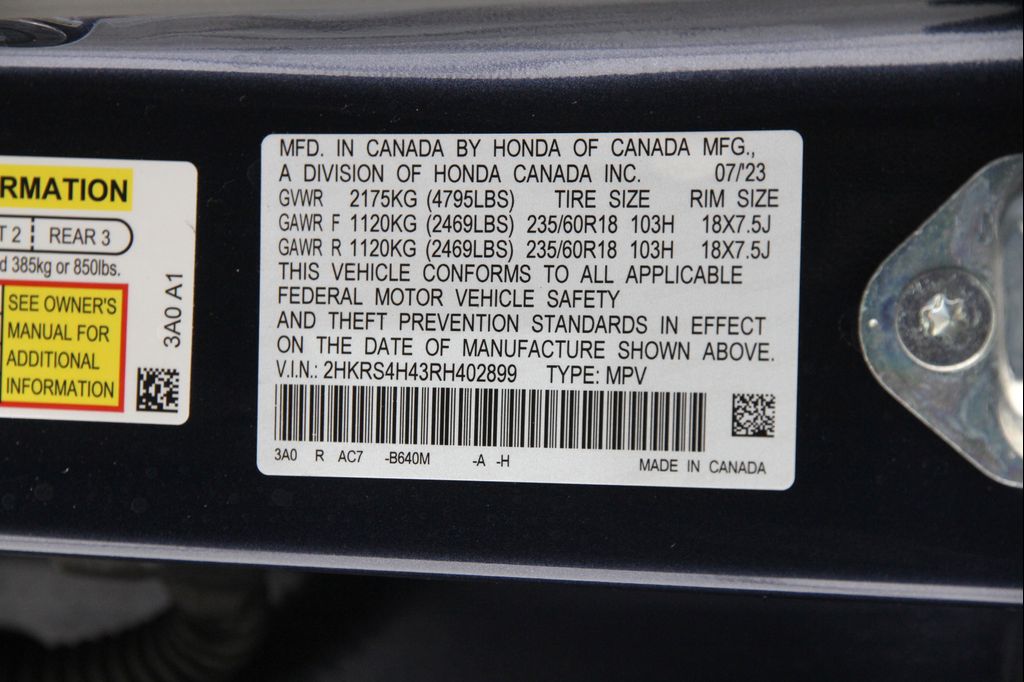 RMATION
T 2 REAR 3
d 385kg or 850lbs.
SEE OWNER'S
MANUAL FOR
ADDITIONAL
INFORMATION
3A0 A1
MFD. IN CANADA BY HONDA OF CANADA MFG.,
A DIVISION OF HONDA CANADA INC. 07/'23
GVWR 2175KG (4795LBS) TIRE SIZE RIM SIZE
GAWR F 1120KG (2469LBS) 235/60R18 103H 18X7.5J
GAWR R 1120KG (2469LBS) 235/60R18 103H 18X7.5J
THIS VEHICLE CONFORMS TO ALL APPLICABLE
FEDERAL MOTOR VEHICLE SAFETY
AND THEFT PREVENTION STANDARDS IN EFFECT
ON THE DATE OF MANUFACTURE SHOWN ABOVE.
V.I.N.: 2HKRS4H43RH402899 TYPE: MPV
3A0 R AC7 -B640M -A -H
MADE IN CANADA